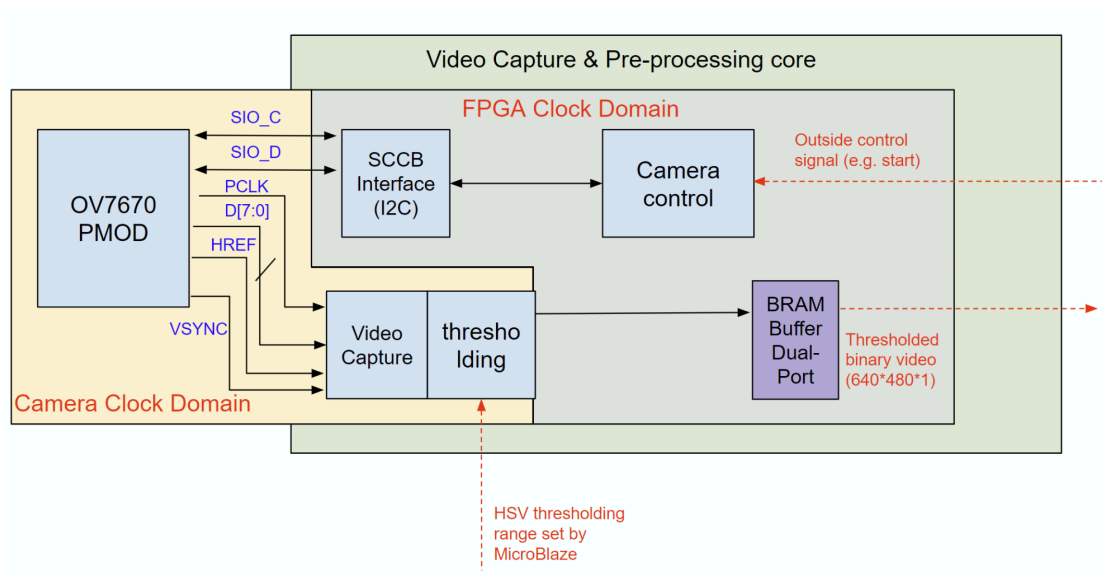 Video Capture & Pre-processing core
FPGA Clock Domain
SIO_C
SIO_D
PCLK
D[7:0]
HREF
VSYNC
OV7670
PMOD
SCCB
Interface
(I2C)
Camera
control
Outside control
signal (e.g. start)
Video
Capture
thresho
lding
BRAM
Buffer
Dual-
Port
Thresholded
binary video
(640*480*1)
Camera Clock Domain
HSV thresholding
range set by
MicroBlaze